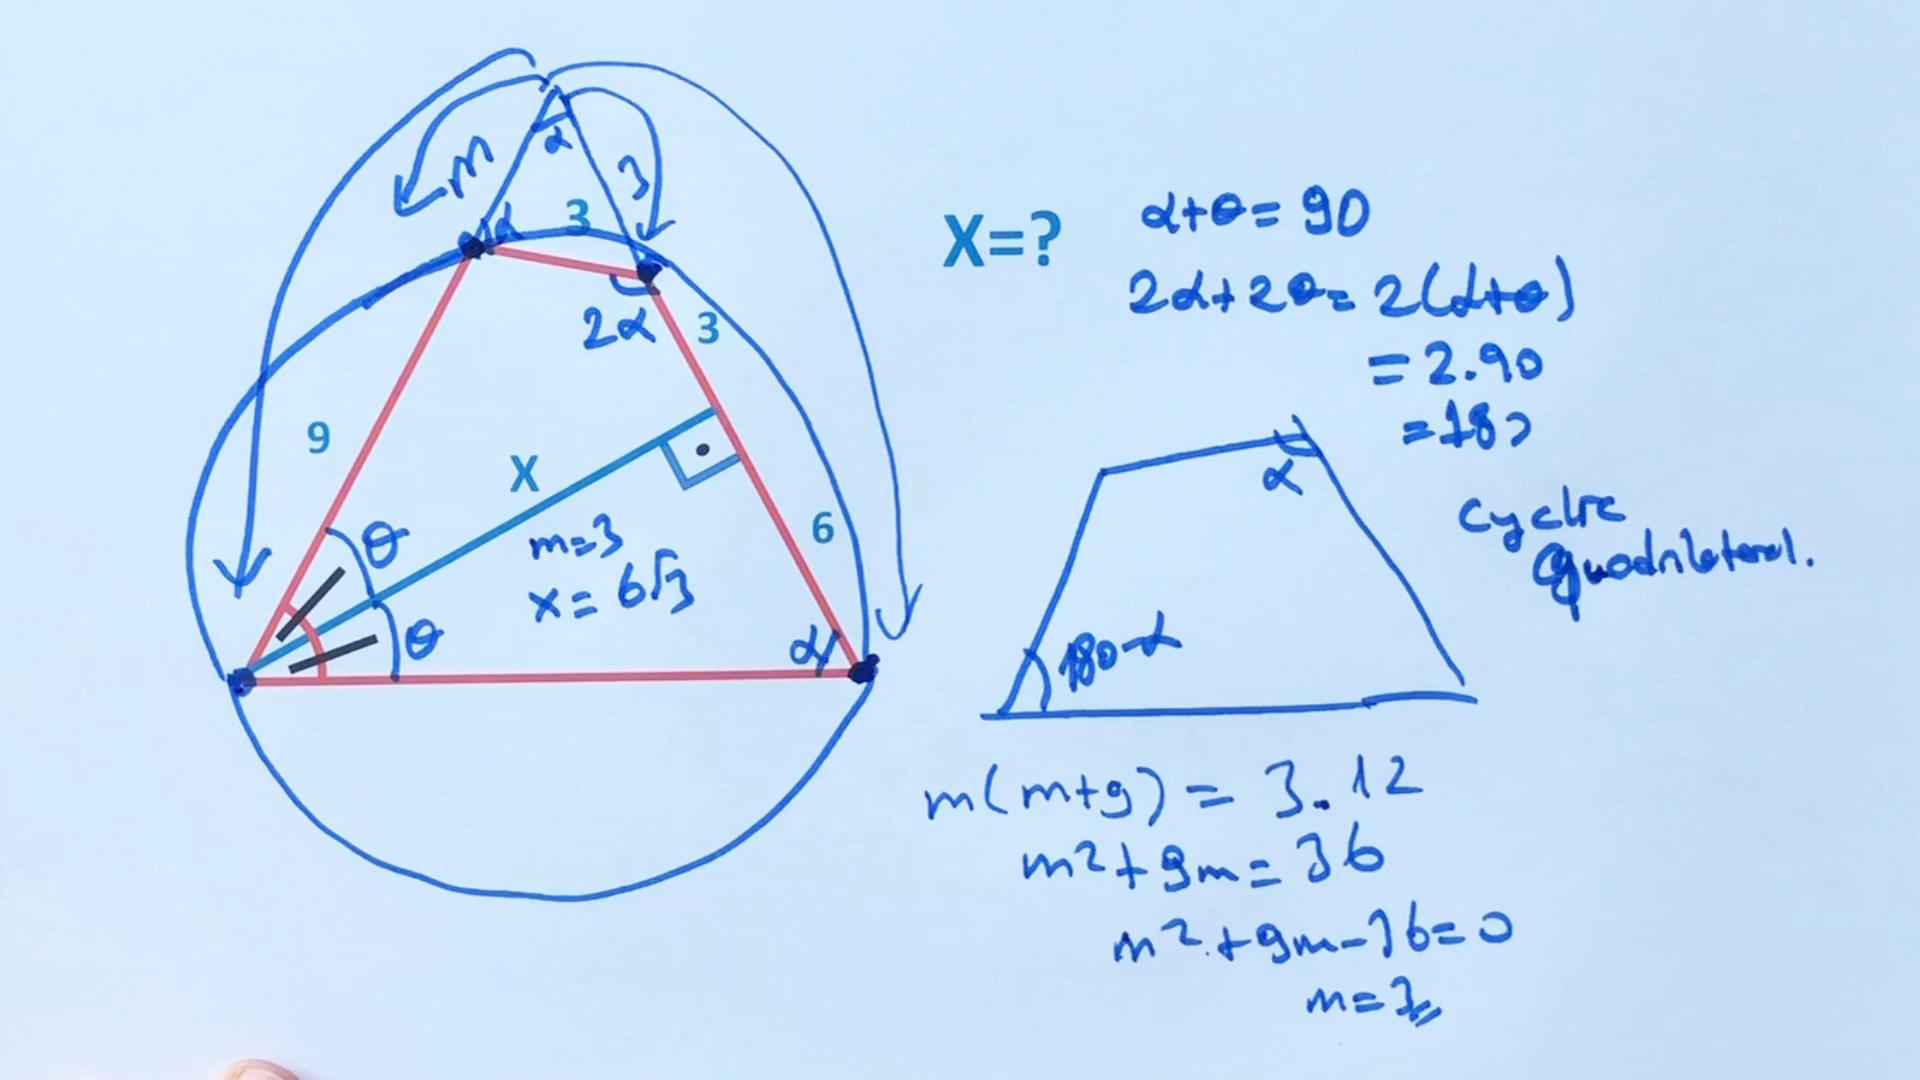 m
α
3
α
3
2α
3
9
X
6
θ
θ
m=3
x=6√3
α
X=?
α+θ=90
2α+2θ=2(α+θ)
=2.90
=180
α
180-α
Cyclic
Quadrilateral.
m(m+9)=3.12
m²+9m=36
m²+9m-36=0
m=3